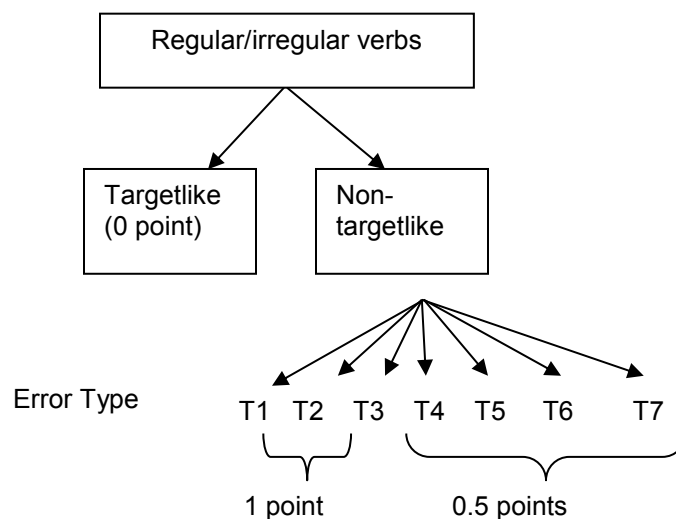 Regular/irregular verbs
Targetlike
(0 point)
Non-
targetlike
Error Type
T1 T2 T3 T4 T5 T6 T7
1 point
0.5 points